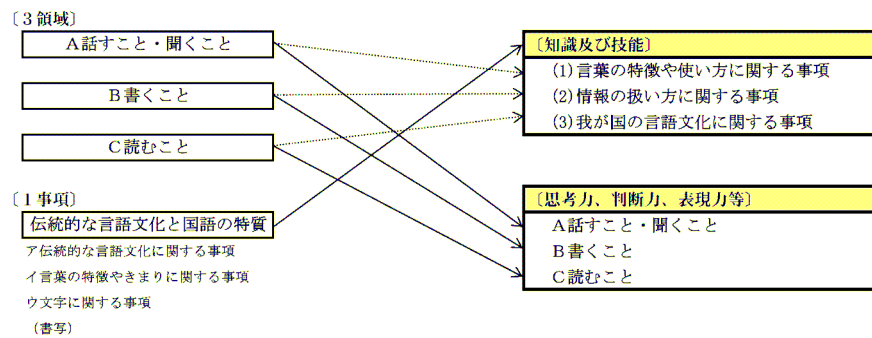 〔３領域〕
Ａ話すこと・聞くこと
Ｂ書くこと
Ｃ読むこと
〔１事項〕
伝統的な言語文化と国語の特質
ア伝統的な言語文化に関する事項
イ言葉の特徴やきまりに関する事項
ウ文字に関する事項
（書写）
〔知識及び技能〕
(1)言葉の特徴や使い方に関する事項
(2)情報の扱い方に関する事項
(3)我が国の言語文化に関する事項
〔思考力、判断力、表現力等〕
Ａ話すこと・聞くこと
Ｂ書くこと
Ｃ読むこと